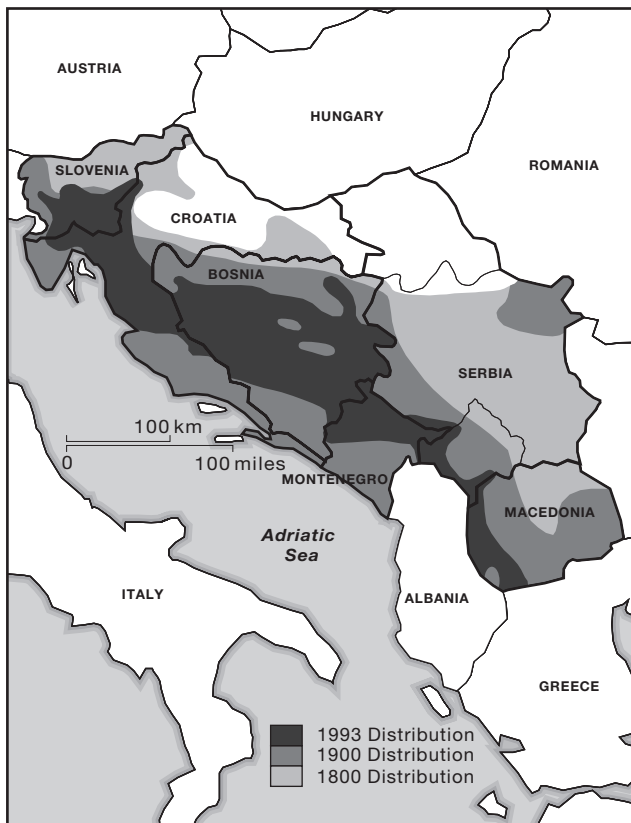 AUSTRIA
HUNGARY
ROMANIA
SLOVENIA
CROATIA
BOSNIA
SERBIA
100 km
0
100 miles
MONTENEGRO
MACEDONIA
Adriatic
Sea
ITALY
ALBANIA
GREECE
1993 Distribution
1900 Distribution
1800 Distribution